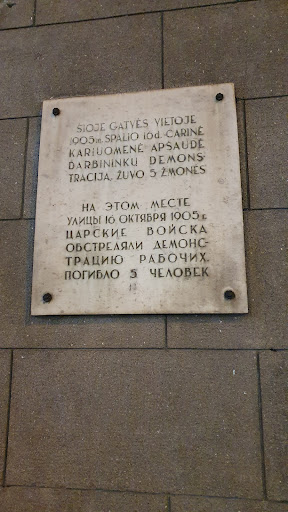 ŠIOJE GATVĖS VIETOJE
1905 m. SPALIO 16 d. CARINĖ
KARIUOMENĖ APŠAUDĖ
DARBININKŲ DEMONS-
TRACIJĄ. ŽUVO 5 ŽMONĖS
НА ЭТОМ МЕСТЕ
УЛИЦЫ 16 ОКТЯБРЯ 1905 г.
ЦАРСКИЕ ВОЙСКА
ОБСТРЕЛЯЛИ ДЕМОНС-
ТРАЦИЮ РАБОЧИХ.
ПОГИБЛО 5 ЧЕЛОВЕК